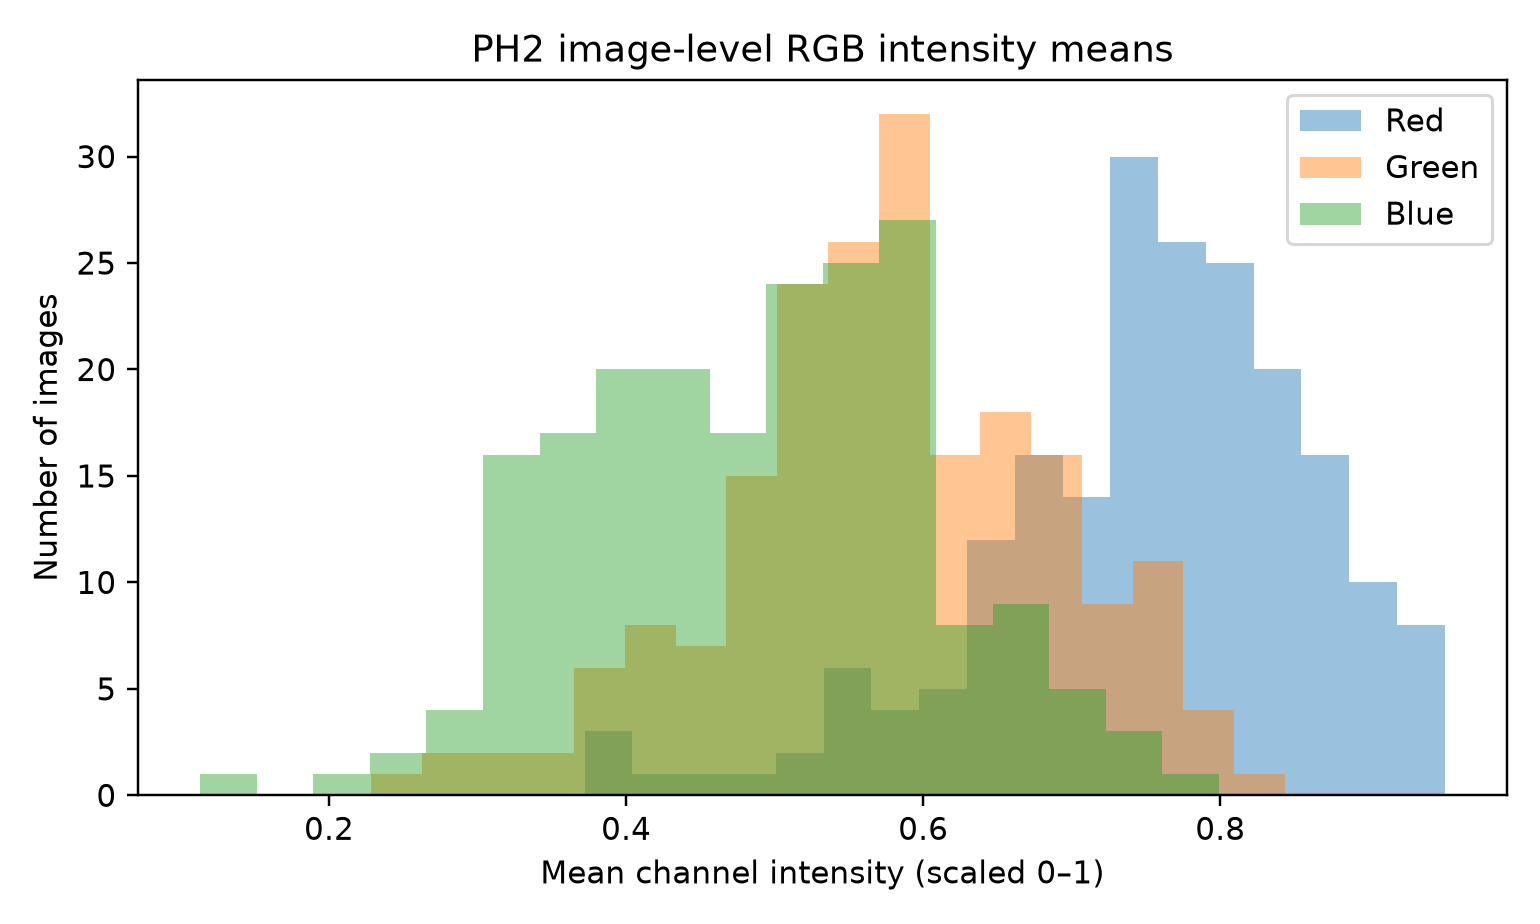 PH2 image-level RGB intensity means
Red
Green
Blue
Number of images
30
25
20
15
10
5
0
0.2 0.4 0.6 0.8
Mean channel intensity (scaled 0–1)